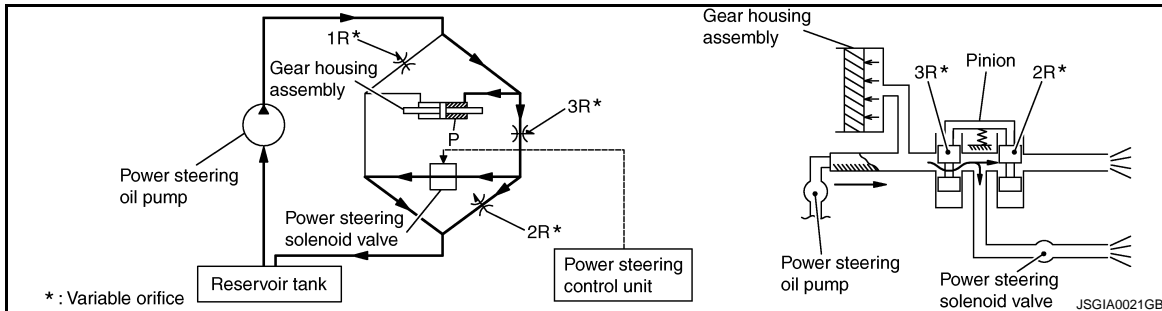 1R*
Gear housing
assembly
3R*
P
Power steering
oil pump
Power steering
solenoid valve
2R*
Reservoir tank
Power steering
control unit
* : Variable orifice
Gear housing
assembly
Pinion
3R*
2R*
Power steering
oil pump
Power steering
solenoid valve
JSGIA0021GB